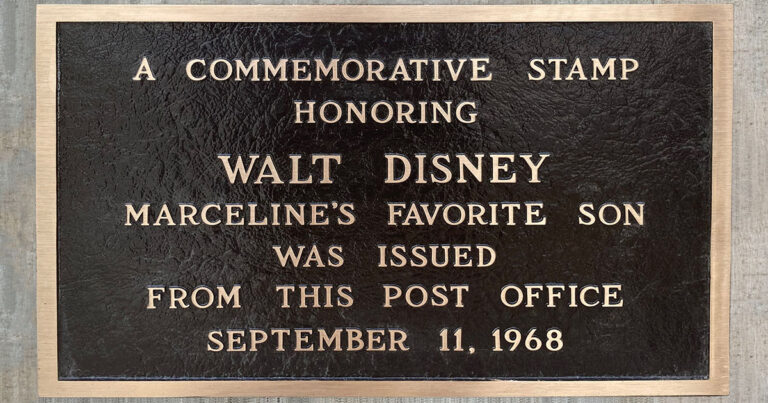 A COMMEMORATIVE STAMP
HONORING
WALT DISNEY
MARCELINE'S FAVORITE SON
WAS ISSUED
FROM THIS POST OFFICE
SEPTEMBER 11, 1968